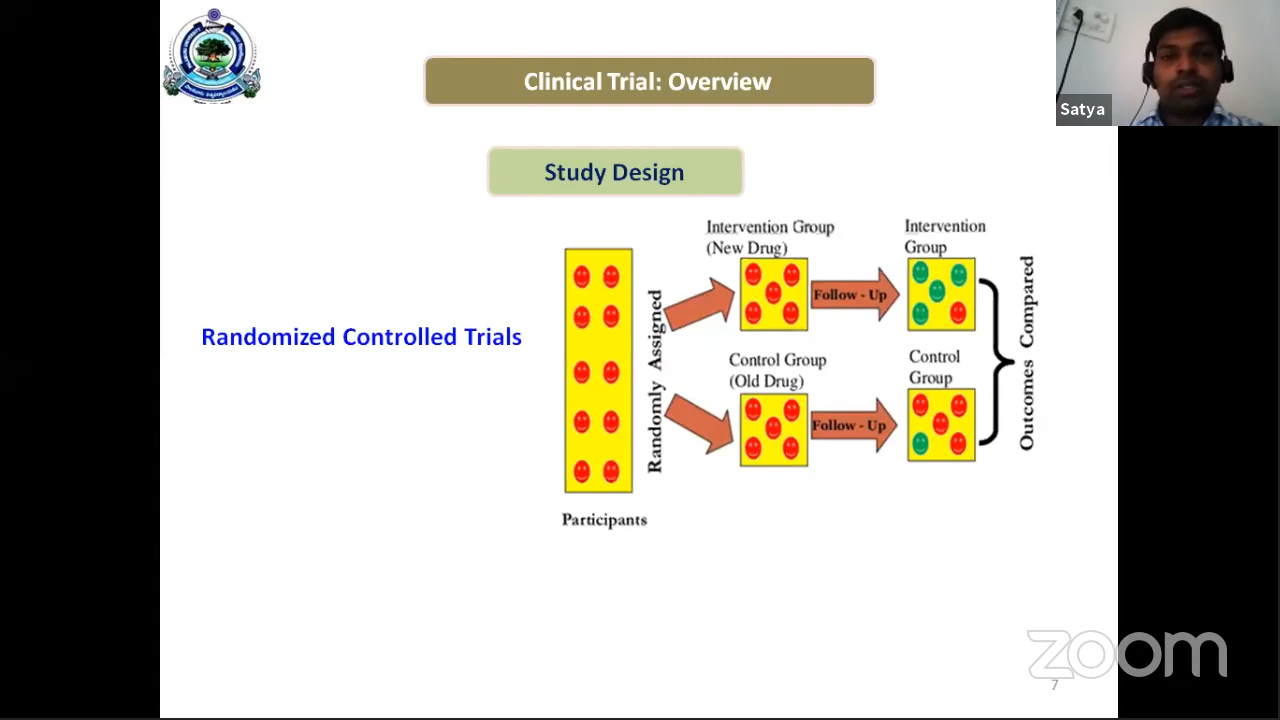 Clinical Trial: Overview
Satya
Study Design
Intervention Group
(New Drug)
Intervention
Group
Follow - Up
Randomized Controlled Trials
Randomly Assigned
Control Group
(Old Drug)
Control
Group
Follow - Up
Outcomes Compared
Participants
zoom
7